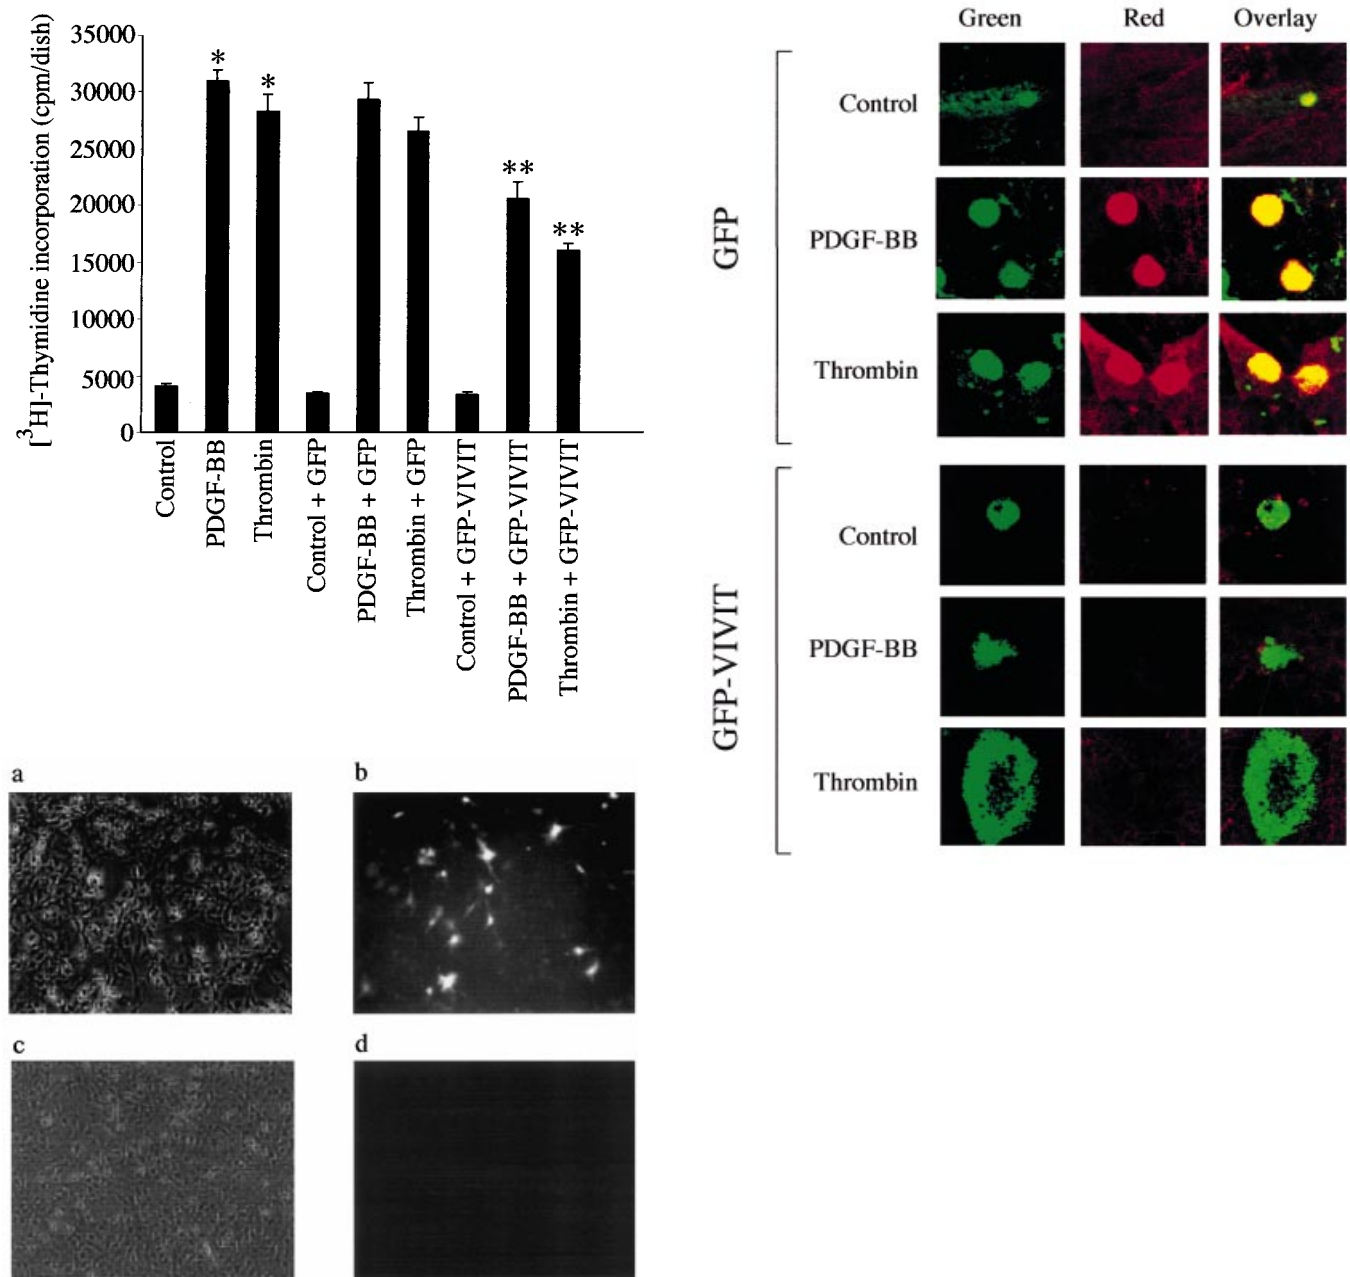 [³H]-Thymidine incorporation (cpm/dish)
35000
30000
25000
20000
15000
10000
5000
0
*
*
**
**
Control
PDGF-BB
Thrombin
Control + GFP
PDGF-BB + GFP
Thrombin + GFP
Control + GFP-VIVIT
PDGF-BB + GFP-VIVIT
Thrombin + GFP-VIVIT
a
b
c
d
Green Red Overlay
GFP
Control
PDGF-BB
Thrombin
GFP-VIVIT
Control
PDGF-BB
Thrombin